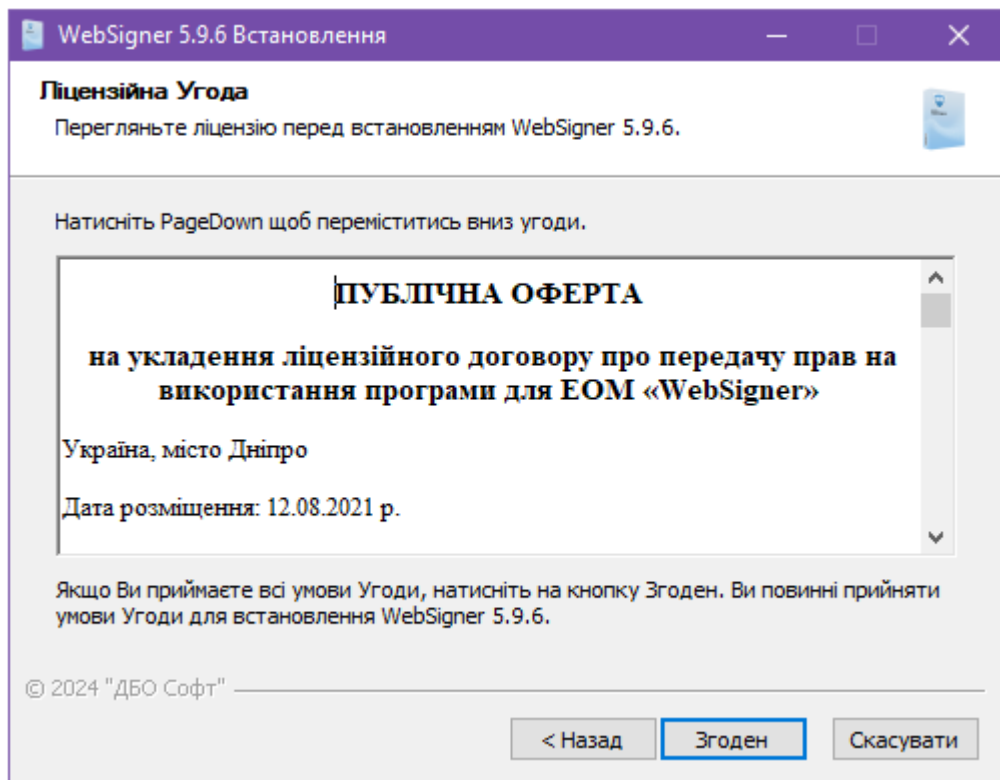 WebSigner 5.9.6 Встановлення
Ліцензійна Угода
Перегляньте ліцензію перед встановленням WebSigner 5.9.6.
Натисніть PageDown щоб переміститись вниз угоди.
ПУБЛІЧНА ОФЕРТА
на укладення ліцензійного договору про передачу прав на
використання програми для ЕОМ «WebSigner»
Україна, місто Дніпро
Дата розміщення: 12.08.2021 р.
Якщо Ви приймаєте всі умови Угоди, натисніть на кнопку Згоден. Ви повинні прийняти
умови Угоди для встановлення WebSigner 5.9.6.
© 2024 "ДБО Софт"
< Назад Згоден Скасувати